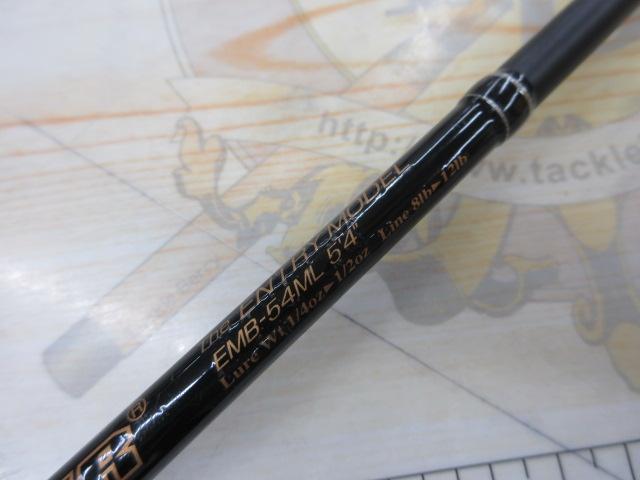 the ENTRY MODEL
EMB-54ML 5'4"
Lure Wt 1/4oz▶1/2oz Line 8lb▶12lb
®
http:
www.tackle